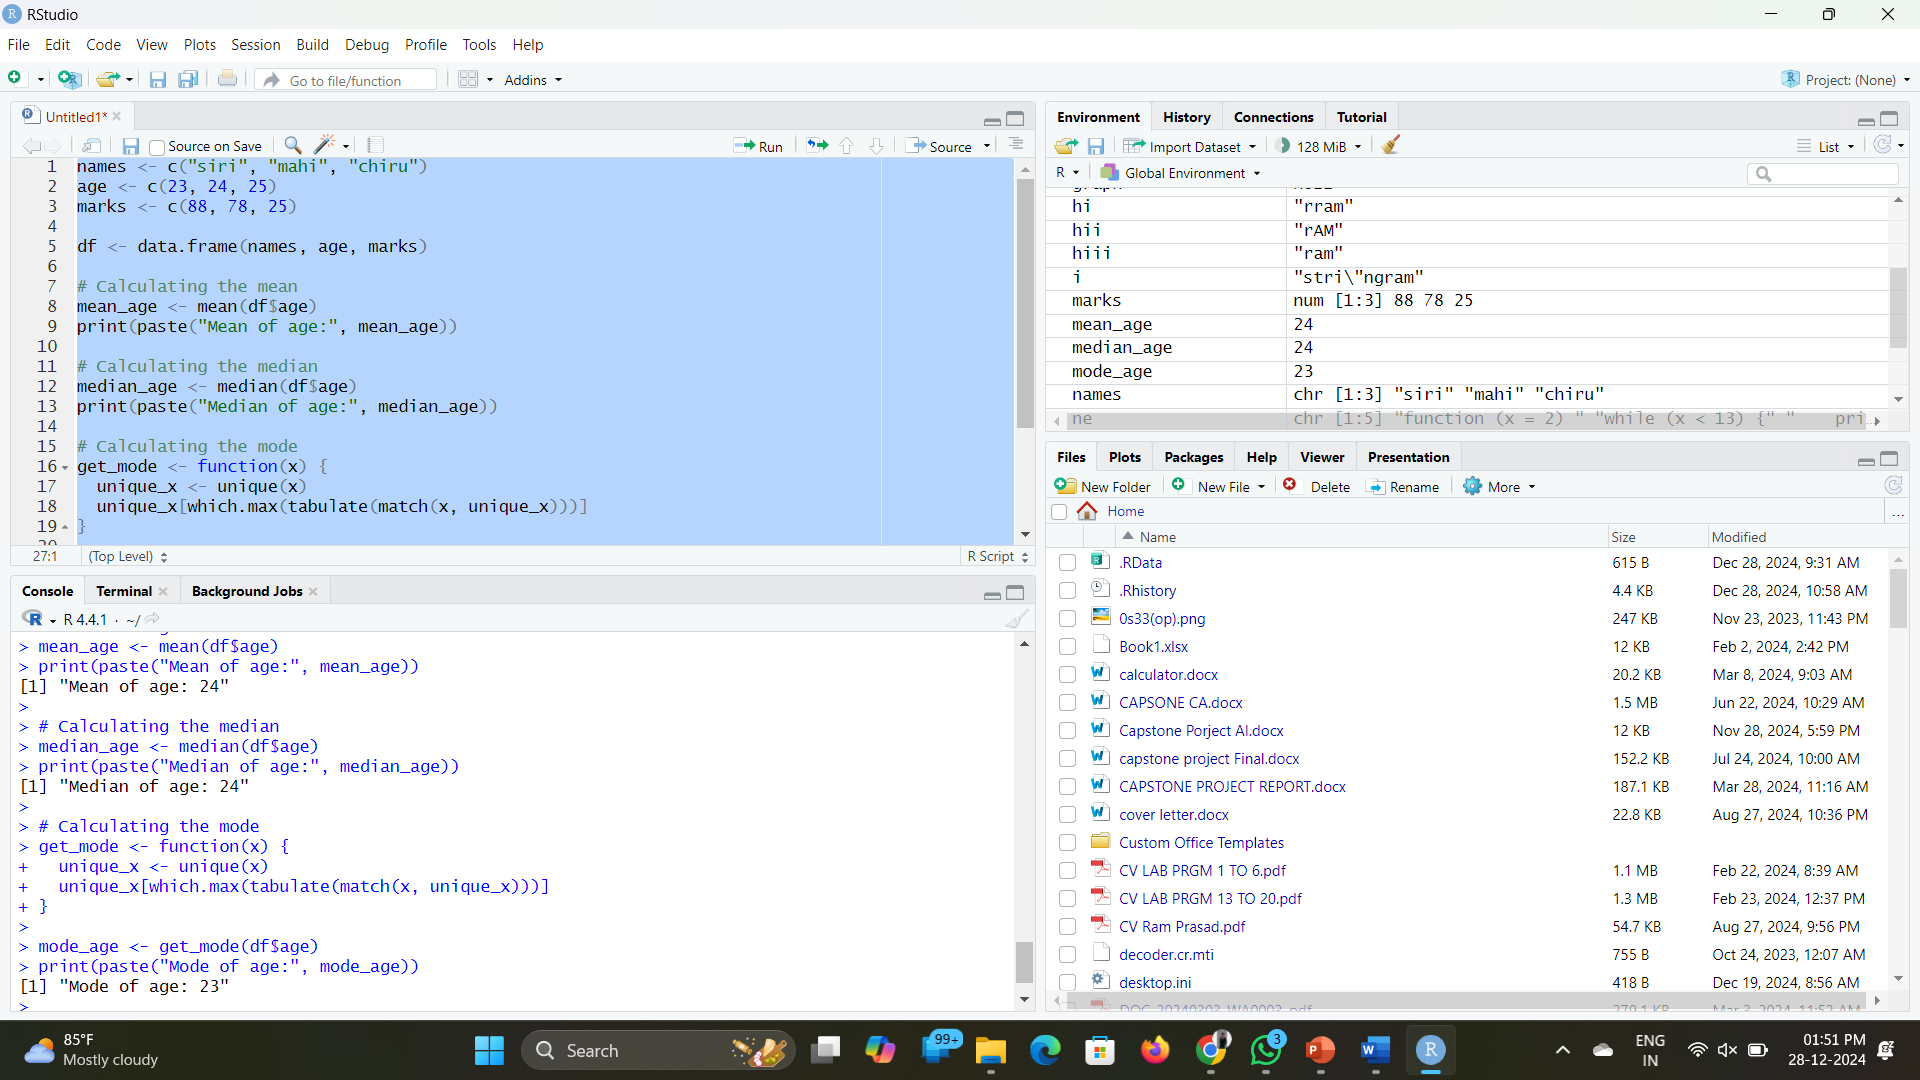 RStudio
File Edit Code View Plots Session Build Debug Profile Tools Help
Go to file/function Addins Project: (None)
Untitled1*
Source on Save Run Source
1 names <- c("siri", "mahi", "chiru")
2 age <- c(23, 24, 25)
3 marks <- c(88, 78, 25)
4
5 df <- data.frame(names, age, marks)
6
7 # Calculating the mean
8 mean_age <- mean(df$age)
9 print(paste("Mean of age:", mean_age))
10
11 # Calculating the median
12 median_age <- median(df$age)
13 print(paste("Median of age:", median_age))
14
15 # Calculating the mode
16 get_mode <- function(x) {
17 unique_x <- unique(x)
18 unique_x[which.max(tabulate(match(x, unique_x)))]
19 }
27:1 (Top Level) R Script
Console Terminal Background Jobs
R 4.4.1 · ~/
> mean_age <- mean(df$age)
> print(paste("Mean of age:", mean_age))
[1] "Mean of age: 24"
>
> # Calculating the median
> median_age <- median(df$age)
> print(paste("Median of age:", median_age))
[1] "Median of age: 24"
>
> # Calculating the mode
> get_mode <- function(x) {
+ unique_x <- unique(x)
+ unique_x[which.max(tabulate(match(x, unique_x)))]
+ }
>
> mode_age <- get_mode(df$age)
> print(paste("Mode of age:", mode_age))
[1] "Mode of age: 23"
>
Environment History Connections Tutorial
Import Dataset 128 MiB List
R Global Environment
hi "rram"
hii "rAM"
hiii "ram"
i "stri\"ngram"
marks num [1:3] 88 78 25
mean_age 24
median_age 24
mode_age 23
names chr [1:3] "siri" "mahi" "chiru"
ne chr [1:5] "function (x = 2) " "while (x < 13) {" " pri…
Files Plots Packages Help Viewer Presentation
New Folder New File Delete Rename More
Home ...
Name Size Modified
.RData 615 B Dec 28, 2024, 9:31 AM
.Rhistory 4.4 KB Dec 28, 2024, 10:58 AM
0s33(op).png 247 KB Nov 23, 2023, 11:43 PM
Book1.xlsx 12 KB Feb 2, 2024, 2:42 PM
calculator.docx 20.2 KB Mar 8, 2024, 9:03 AM
CAPSONE CA.docx 1.5 MB Jun 22, 2024, 10:29 AM
Capstone Porject AI.docx 12 KB Nov 28, 2024, 5:59 PM
capstone project Final.docx 152.2 KB Jul 24, 2024, 10:00 AM
CAPSTONE PROJECT REPORT.docx 187.1 KB Mar 28, 2024, 11:16 AM
cover letter.docx 22.8 KB Aug 27, 2024, 10:36 PM
Custom Office Templates
CV LAB PRGM 1 TO 6.pdf 1.1 MB Feb 22, 2024, 8:39 AM
CV LAB PRGM 13 TO 20.pdf 1.3 MB Feb 23, 2024, 12:37 PM
CV Ram Prasad.pdf 54.7 KB Aug 27, 2024, 9:56 PM
decoder.cr.mti 755 B Oct 24, 2023, 12:07 AM
desktop.ini 418 B Dec 19, 2024, 8:56 AM
85°F
Mostly cloudy
Search
99+
3
ENG
IN
01:51 PM
28-12-2024